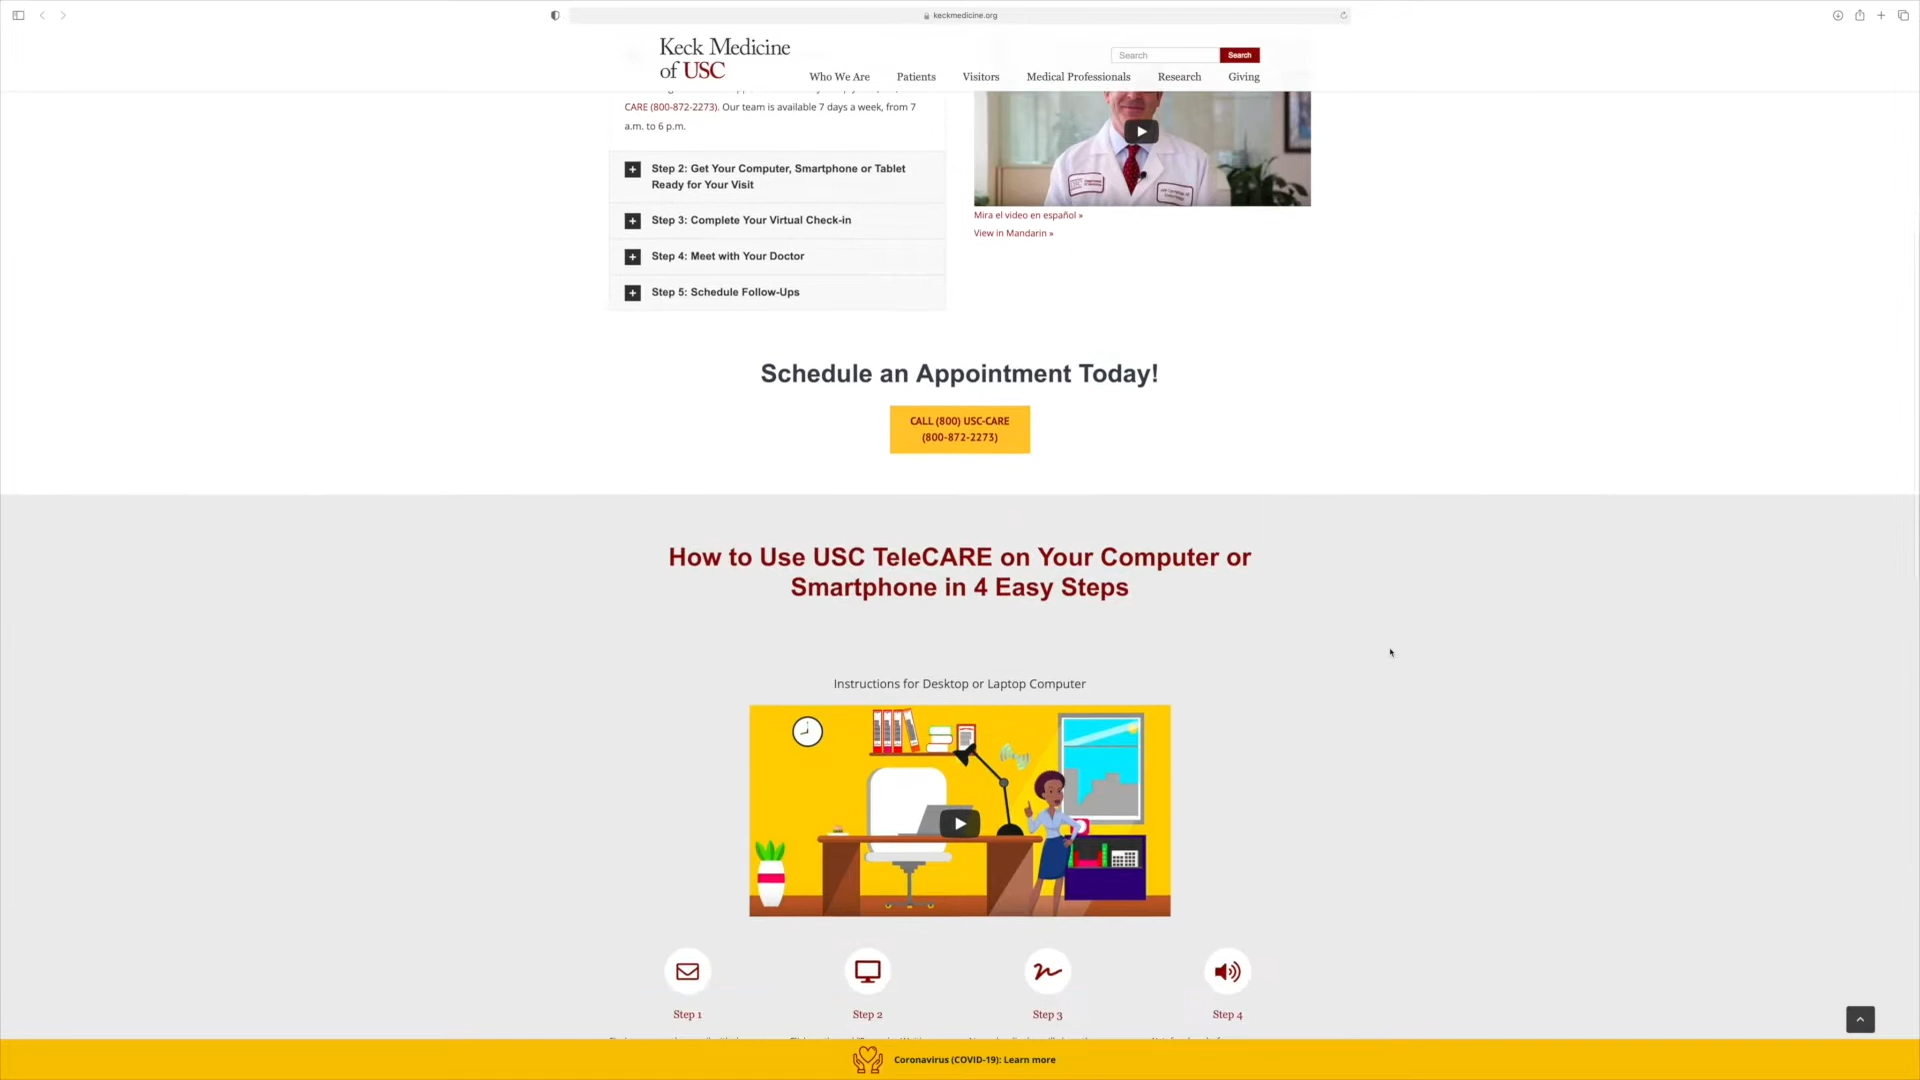 keckmedicine.org
Keck Medicine
of USC
Search
Search
Who We Are
Patients
Visitors
Medical Professionals
Research
Giving
CARE (800-872-2273). Our team is available 7 days a week, from 7
a.m. to 6 p.m.
Step 2: Get Your Computer, Smartphone or Tablet
Ready for Your Visit
Step 3: Complete Your Virtual Check-in
Step 4: Meet with Your Doctor
Step 5: Schedule Follow-Ups
Mira el video en español »
View in Mandarin »
Schedule an Appointment Today!
CALL (800) USC-CARE
(800-872-2273)
How to Use USC TeleCARE on Your Computer or
Smartphone in 4 Easy Steps
Instructions for Desktop or Laptop Computer
Step 1
Step 2
Step 3
Step 4
Coronavirus (COVID-19): Learn more